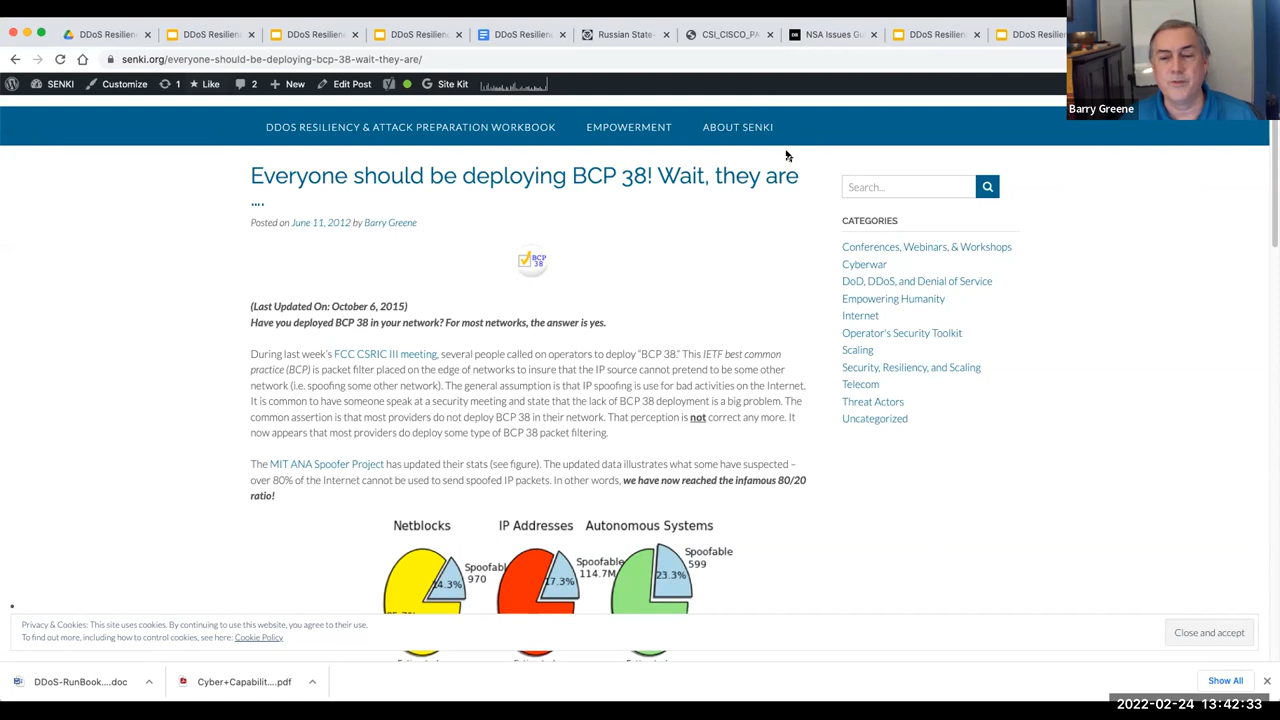 DDoS Resilien
DDoS Resilien
DDoS Resilien
DDoS Resilien
DDoS Resilien
Russian State-
CSI_CISCO_PA
NSA Issues Gu
DDoS Resilien
DDoS Resilie
senki.org/everyone-should-be-deploying-bcp-38-wait-they-are/
SENKI Customize 1 Like 2 New Edit Post Site Kit
Barry Greene
DDOS RESILIENCY & ATTACK PREPARATION WORKBOOK EMPOWERMENT ABOUT SENKI
Everyone should be deploying BCP 38! Wait, they are
....
Posted on June 11, 2012 by Barry Greene
BCP
38
(Last Updated On: October 6, 2015)
Have you deployed BCP 38 in your network? For most networks, the answer is yes.
During last week's FCC CSRIC III meeting, several people called on operators to deploy "BCP 38." This IETF best common
practice (BCP) is packet filter placed on the edge of networks to insure that the IP source cannot pretend to be some other
network (i.e. spoofing some other network). The general assumption is that IP spoofing is use for bad activities on the Internet.
It is common to have someone speak at a security meeting and state that the lack of BCP 38 deployment is a big problem. The
common assertion is that most providers do not deploy BCP 38 in their network. That perception is not correct any more. It
now appears that most providers do deploy some type of BCP 38 packet filtering.
The MIT ANA Spoofer Project has updated their stats (see figure). The updated data illustrates what some have suspected –
over 80% of the Internet cannot be used to send spoofed IP packets. In other words, we have now reached the infamous 80/20
ratio!
Netblocks IP Addresses Autonomous Systems
Spoofabl
970
14.3%
Spoofable
114.7M
17.3%
Spoofable
599
23.3%
Search...
CATEGORIES
Conferences, Webinars, & Workshops
Cyberwar
DoD, DDoS, and Denial of Service
Empowering Humanity
Internet
Operator's Security Toolkit
Scaling
Security, Resiliency, and Scaling
Telecom
Threat Actors
Uncategorized
Privacy & Cookies: This site uses cookies. By continuing to use this website, you agree to their use.
To find out more, including how to control cookies, see here: Cookie Policy
Close and accept
DDoS-RunBook....doc
Cyber+Capabilit....pdf
Show All
2022-02-24 13:42:33